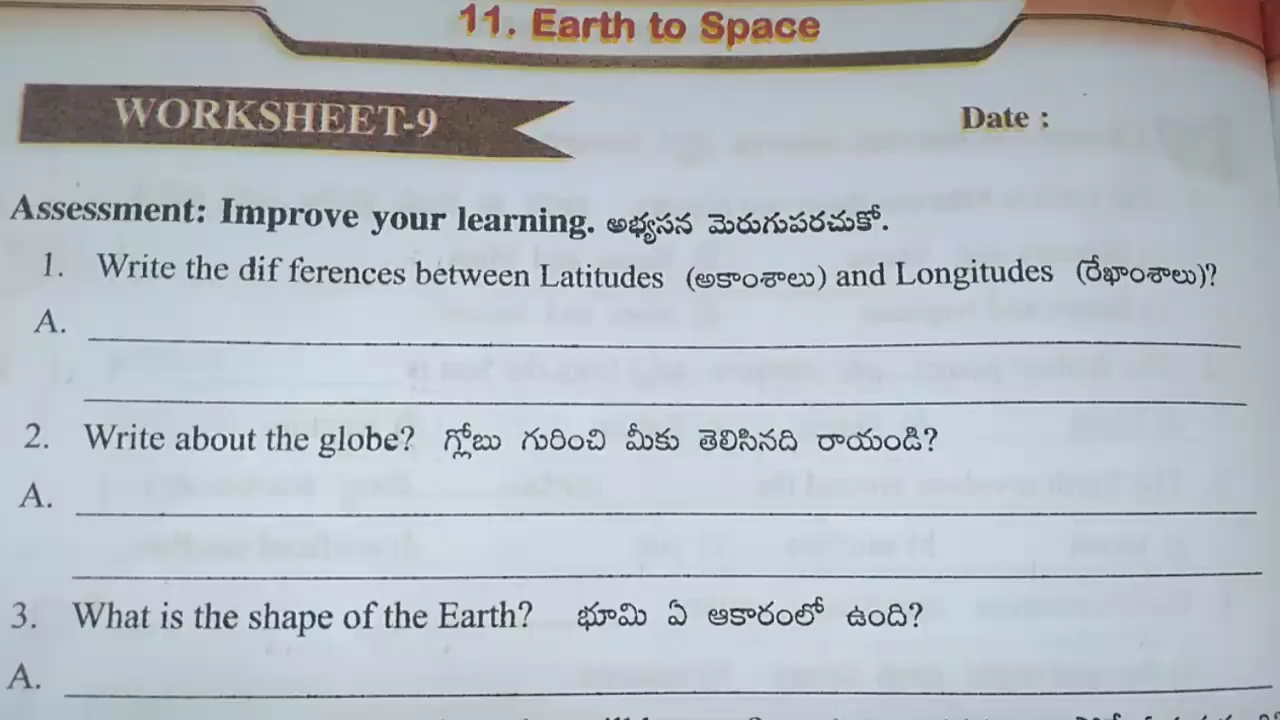 11. Earth to Space
WORKSHEET-9
Date :
Assessment: Improve your learning. అభ్యసన మెరుగుపరచుకో.
1. Write the dif ferences between Latitudes (అకాంశాలు) and Longitudes (రేఖాంశాలు)?
A.
2. Write about the globe? గ్లోబు గురించి మీకు తెలిసినది రాయండి?
A.
3. What is the shape of the Earth? భూమి ఏ ఆకారంలో ఉంది?
A.